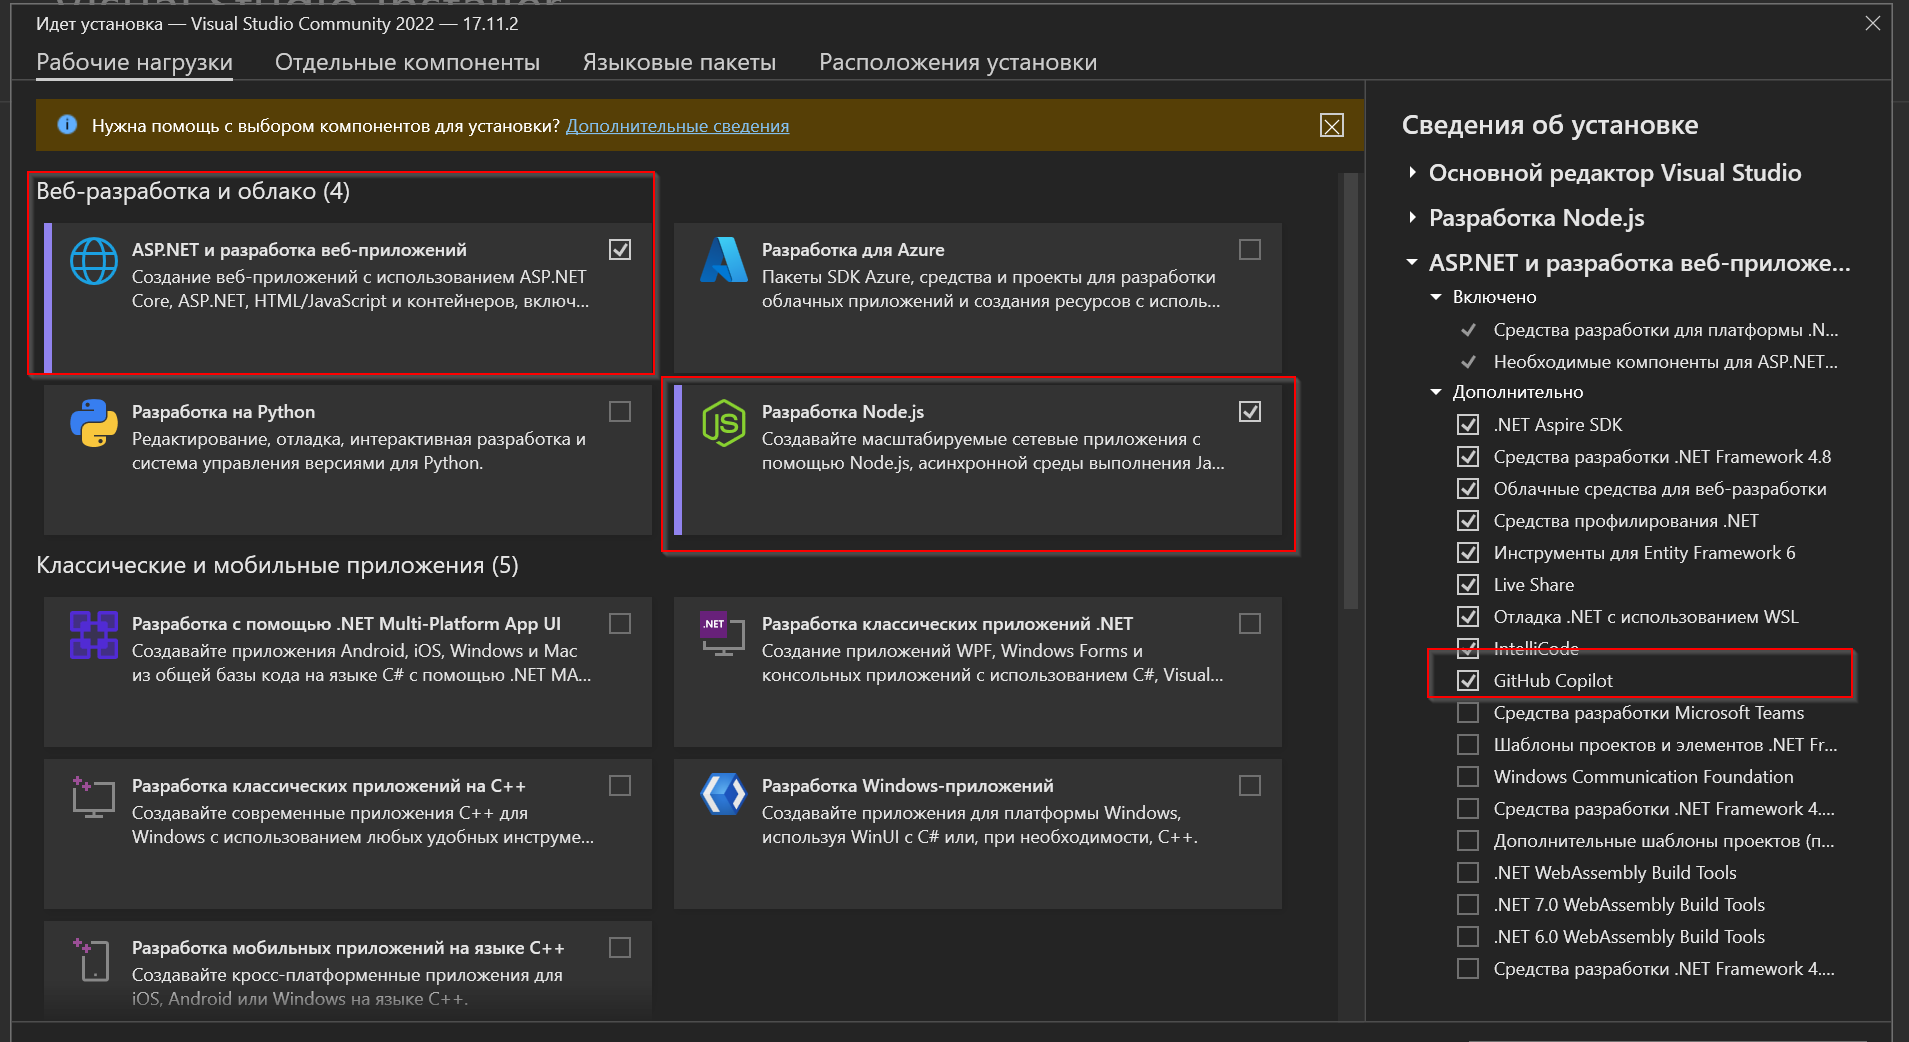 Visual Studio Installer
Идет установка — Visual Studio Community 2022 — 17.11.2
Рабочие нагрузки
Отдельные компоненты
Языковые пакеты
Расположения установки
Нужна помощь с выбором компонентов для установки? Дополнительные сведения
Веб-разработка и облако (4)
ASP.NET и разработка веб-приложений
Создание веб-приложений с использованием ASP.NET
Core, ASP.NET, HTML/JavaScript и контейнеров, включ...
Разработка для Azure
Пакеты SDK Azure, средства и проекты для разработки
облачных приложений и создания ресурсов с исполь...
Разработка на Python
Редактирование, отладка, интерактивная разработка и
система управления версиями для Python.
Разработка Node.js
Создавайте масштабируемые сетевые приложения с
помощью Node.js, асинхронной среды выполнения Ja...
Классические и мобильные приложения (5)
Разработка с помощью .NET Multi-Platform App UI
Создавайте приложения Android, iOS, Windows и Mac
из общей базы кода на языке C# с помощью .NET MA...
.NET
Разработка классических приложений .NET
Создание приложений WPF, Windows Forms и
консольных приложений с использованием C#, Visual...
Разработка классических приложений на C++
Создавайте современные приложения C++ для
Windows с использованием любых удобных инструме...
Разработка Windows-приложений
Создавайте приложения для платформы Windows,
используя WinUI с C# или, при необходимости, C++.
Разработка мобильных приложений на языке C++
Создавайте кросс-платформенные приложения для
iOS, Android или Windows на языке C++.
Сведения об установке
Основной редактор Visual Studio
Разработка Node.js
ASP.NET и разработка веб-приложе...
Включено
Средства разработки для платформы .N...
Необходимые компоненты для ASP.NET...
Дополнительно
.NET Aspire SDK
Средства разработки .NET Framework 4.8
Облачные средства для веб-разработки
Средства профилирования .NET
Инструменты для Entity Framework 6
Live Share
Отладка .NET с использованием WSL
IntelliCode
GitHub Copilot
Средства разработки Microsoft Teams
Шаблоны проектов и элементов .NET Fr...
Windows Communication Foundation
Средства разработки .NET Framework 4....
Дополнительные шаблоны проектов (п...
.NET WebAssembly Build Tools
.NET 7.0 WebAssembly Build Tools
.NET 6.0 WebAssembly Build Tools
Средства разработки .NET Framework 4....